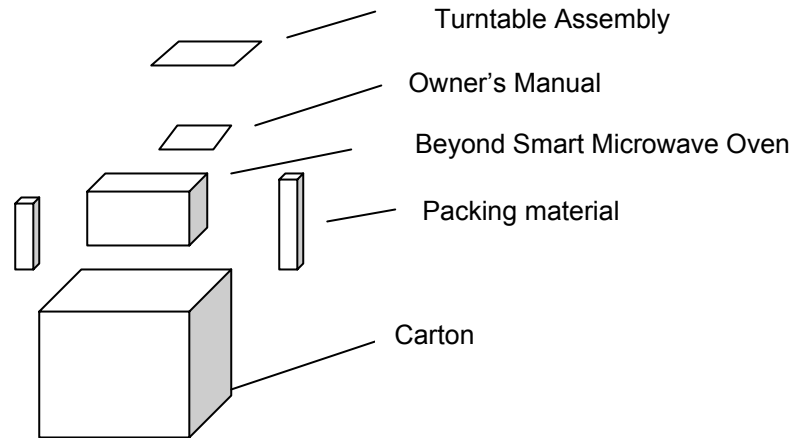 Turntable Assembly
Owner’s Manual
Beyond Smart Microwave Oven
Packing material
Carton